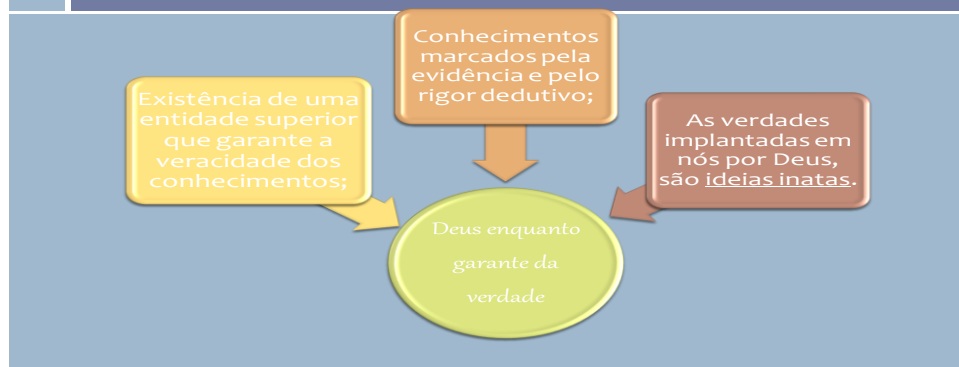 Existência de uma
entidade superior
que garante a
veracidade dos
conhecimentos;
Conhecimentos
marcados pela
evidência e pelo
rigor dedutivo;
As verdades
implantadas em
nós por Deus,
são ideias inatas.
Deus enquanto
garante da
verdade